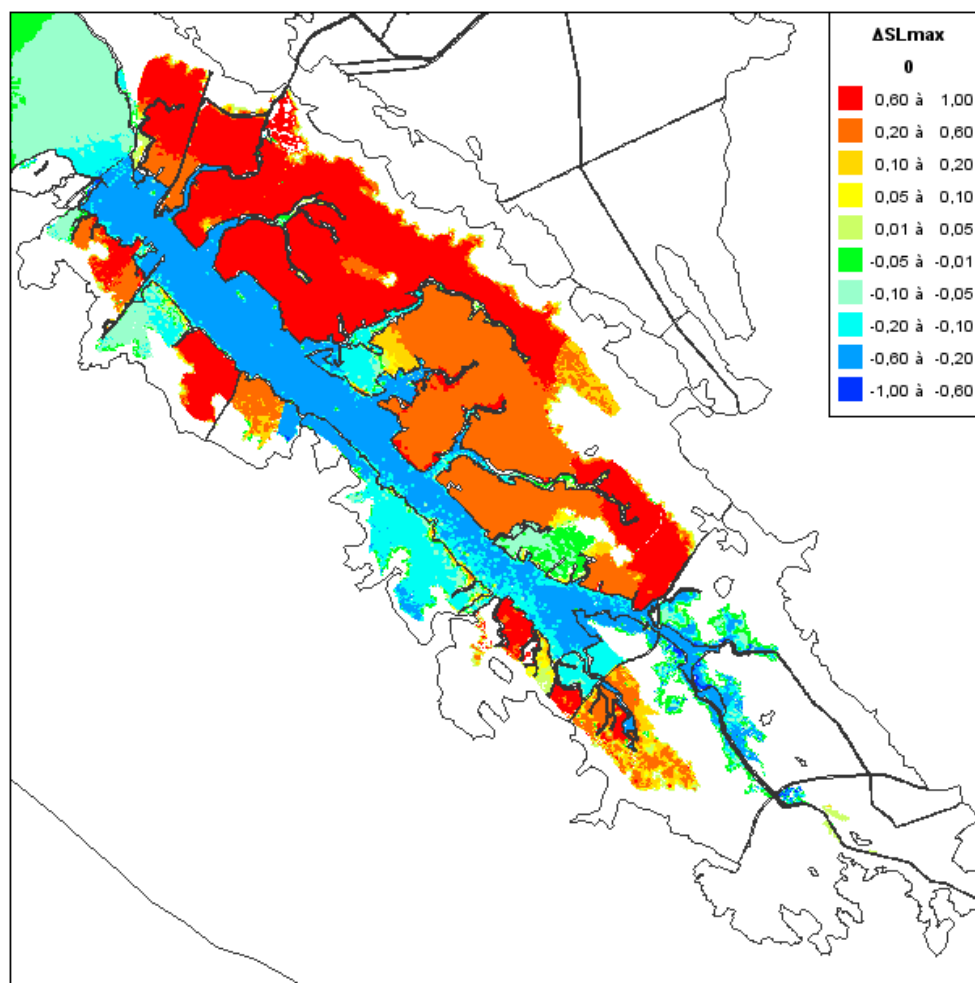 ΔSLmax
0
0,60 à 1,00
0,20 à 0,60
0,10 à 0,20
0,05 à 0,10
0,01 à 0,05
-0,05 à -0,01
-0,10 à -0,05
-0,20 à -0,10
-0,60 à -0,20
-1,00 à -0,60